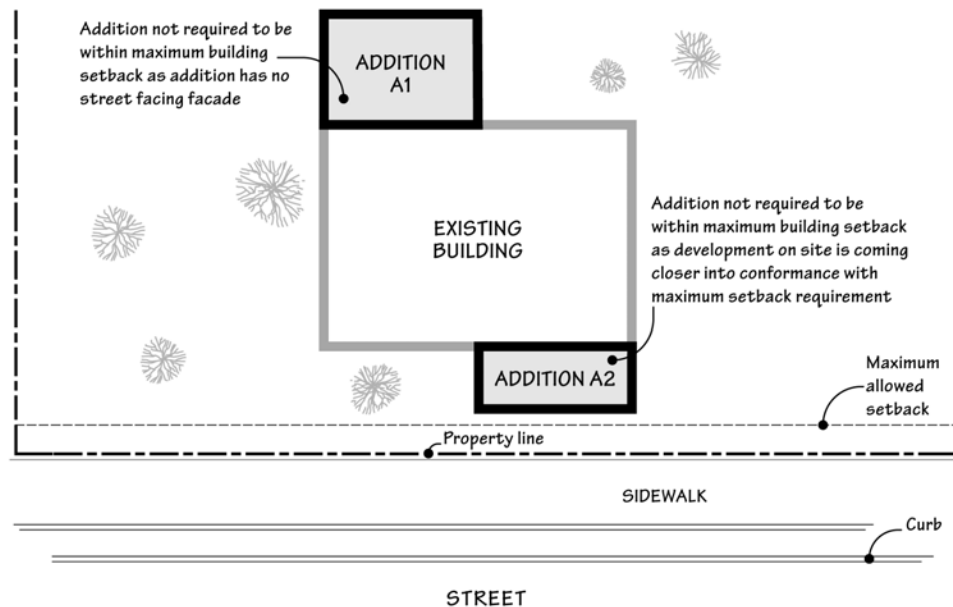 Addition not required to be
within maximum building
setback as addition has no
street facing facade
ADDITION
A1
EXISTING
BUILDING
Addition not required to be
within maximum building setback
as development on site is coming
closer into conformance with
maximum setback requirement
ADDITION A2
Maximum
allowed
setback
Property line
SIDEWALK
Curb
STREET